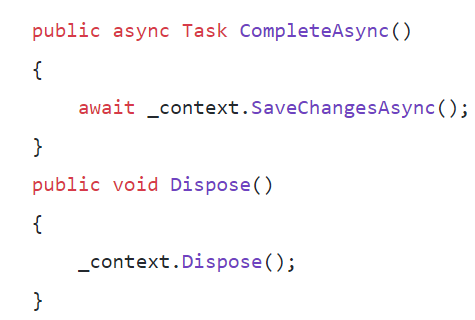 public async Task CompleteAsync()
{
    await _context.SaveChangesAsync();
}
public void Dispose()
{
    _context.Dispose();
}